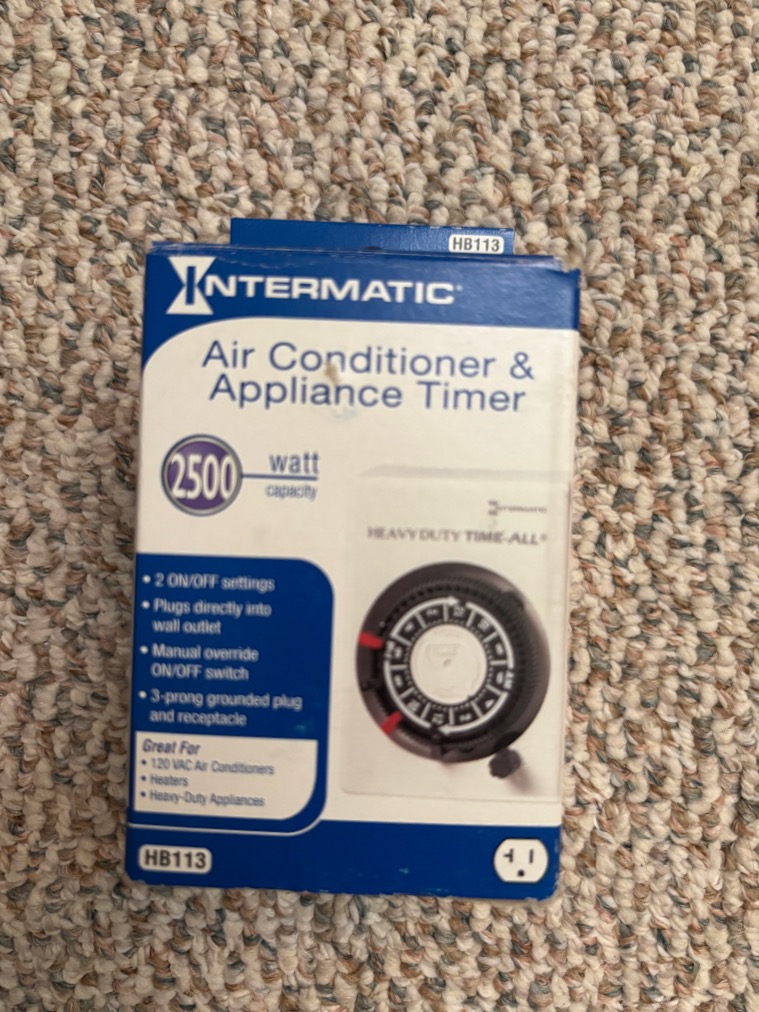 HB113
INTERMATIC®
Air Conditioner &
Appliance Timer
2500 watt
capacity
INTERMATIC
HEAVY DUTY TIME-ALL®
• 2 ON/OFF settings
• Plugs directly into
wall outlet
• Manual override
ON/OFF switch
• 3-prong grounded plug
and receptacle
Great For
• 120 VAC Air Conditioners
• Heaters
• Heavy-Duty Appliances
HB113